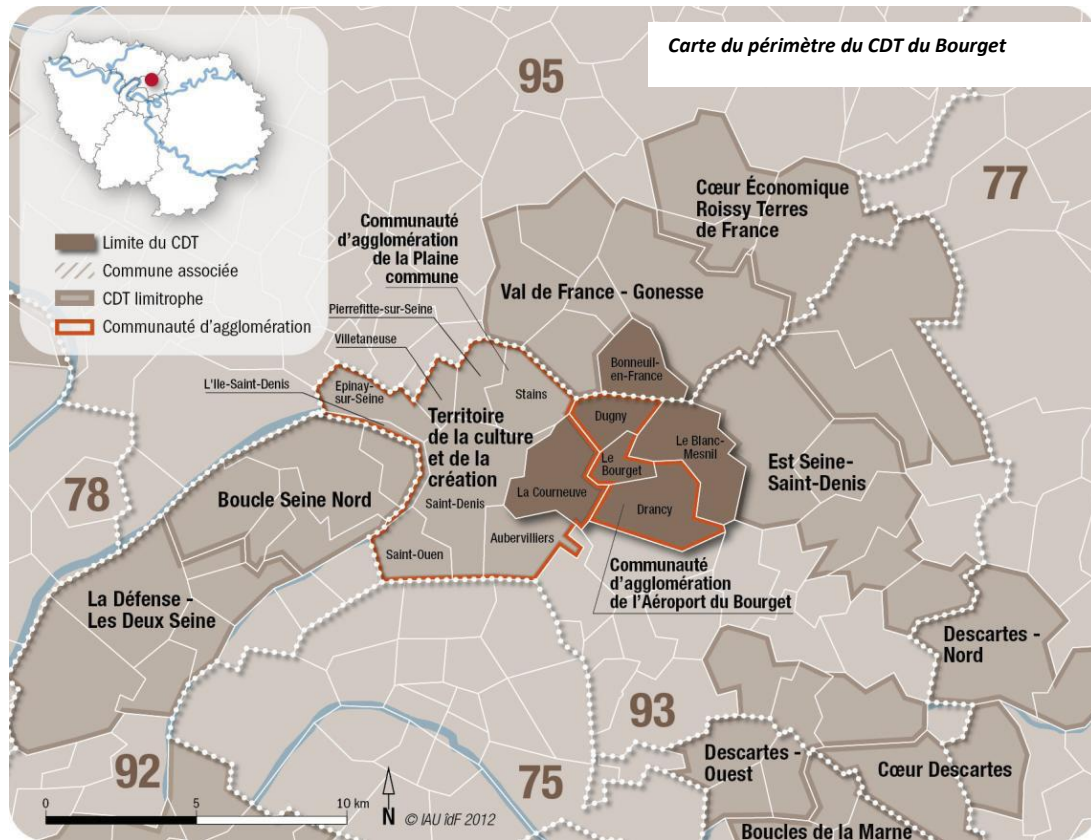 Carte du périmètre du CDT du Bourget
95
77
Cœur Économique
Roissy Terres
de France
Limite du CDT
Commune associée
CDT limitrophe
Communauté d'agglomération
Communauté
d'agglomération
de la Plaine
commune
Val de France - Gonesse
Pierrefitte-sur-Seine
Villetaneuse
L'Ile-Saint-Denis
Epinay-
sur-Seine
Stains
Bonneuil-
en-France
Dugny
Territoire
de la culture
et de la
création
Le Blanc-
Mesnil
Le
Bourget
Est Seine-
Saint-Denis
78
Boucle Seine Nord
Saint-Denis
La Courneuve
Drancy
Saint-Ouen
Aubervilliers
Communauté
d'agglomération
de l'Aéroport du Bourget
La Défense -
Les Deux Seine
Descartes -
Nord
93
92
75
Descartes -
Ouest
Cœur Descartes
Boucles de la Marne
0 5 10 km
N © IAU îdF 2012